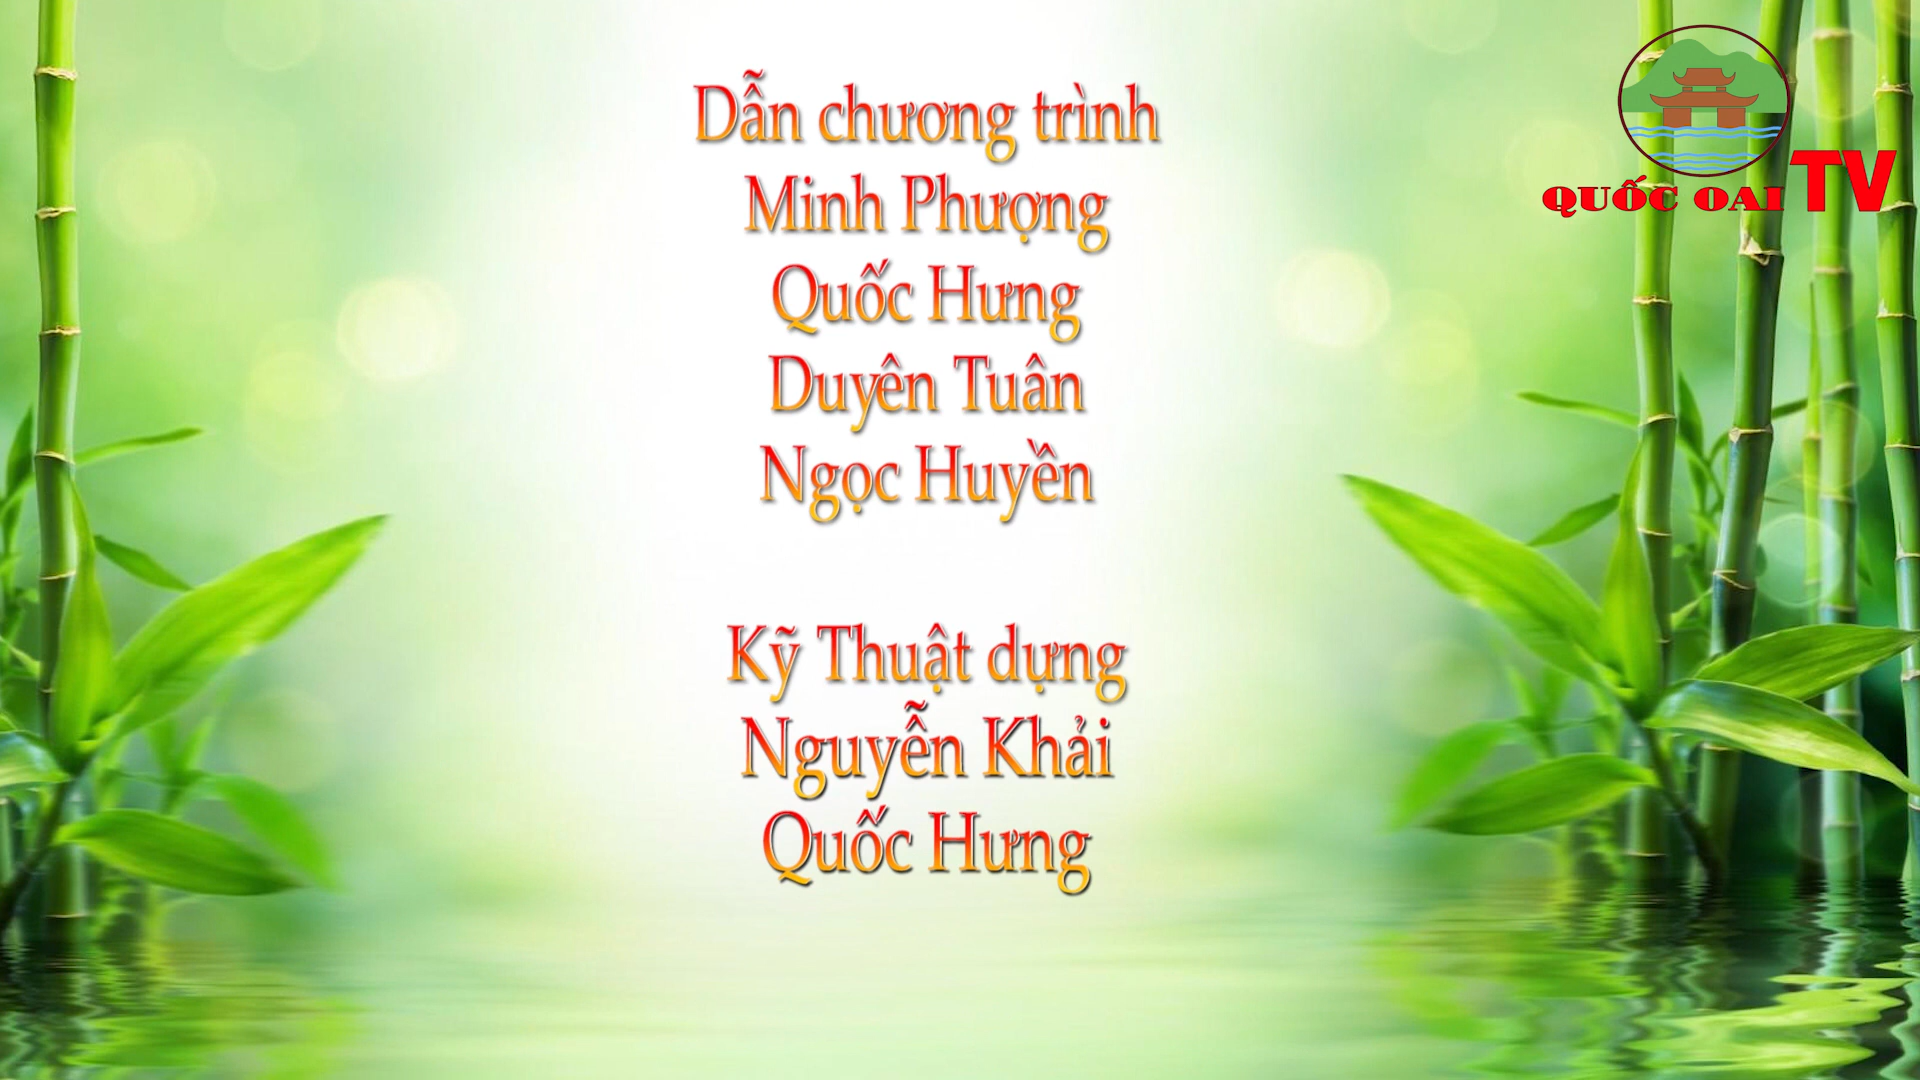 Dẫn chương trình
Minh Phượng
Quốc Hưng
Duyên Tuân
Ngọc Huyền
Kỹ Thuật dựng
Nguyễn Khải
Quốc Hưng
QUỐC OAI TV